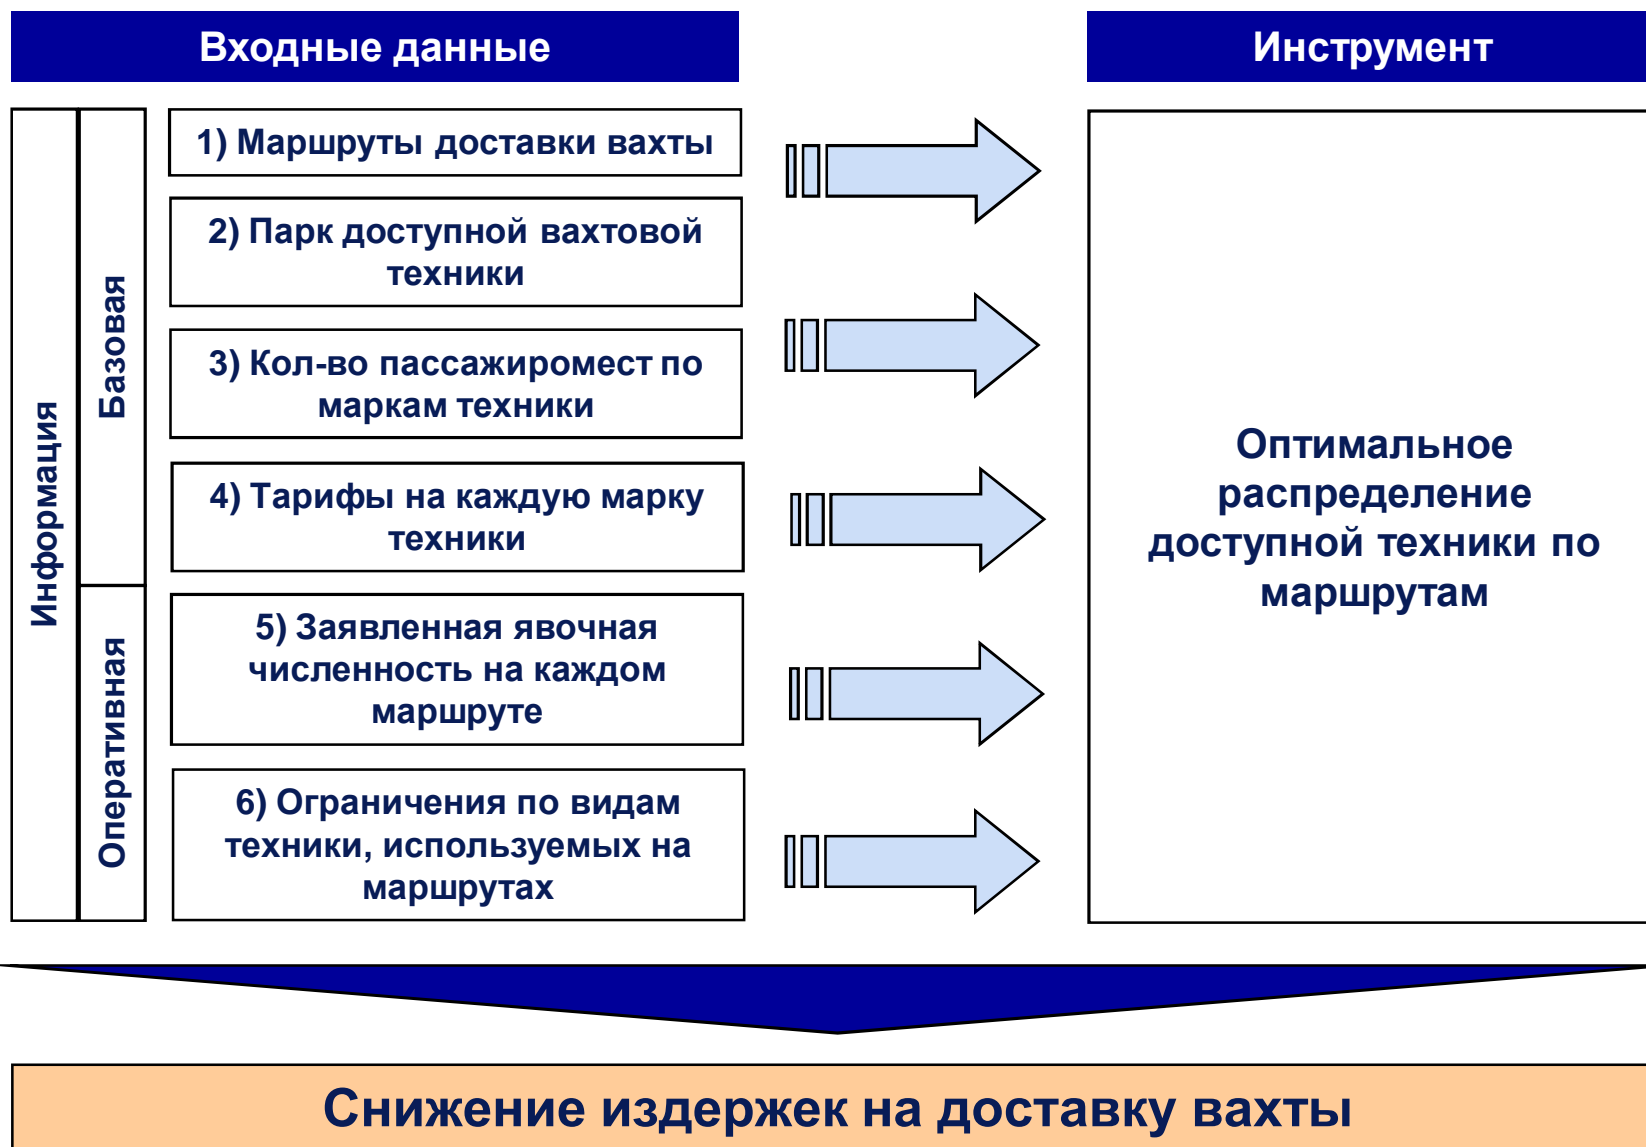 Входные данные
Инструмент
Информация
Базовая
Оперативная
1) Маршруты доставки вахты
2) Парк доступной вахтовой
техники
3) Кол-во пассажиромест по
маркам техники
4) Тарифы на каждую марку
техники
5) Заявленная явочная
численность на каждом
маршруте
6) Ограничения по видам
техники, используемых на
маршрутах
Оптимальное
распределение
доступной техники по
маршрутам
Снижение издержек на доставку вахты